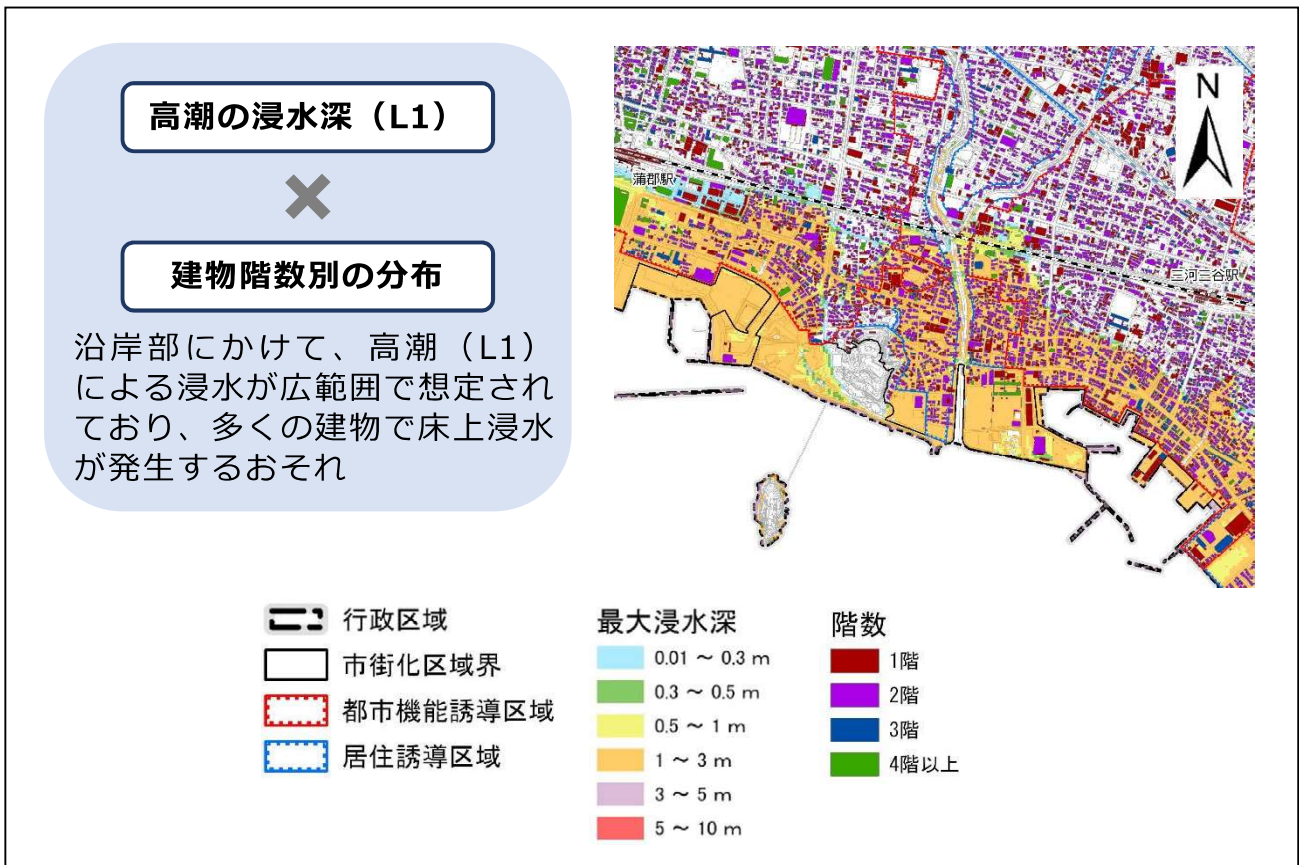 高潮の浸水深（L1）
×
建物階数別の分布
沿岸部にかけて、高潮（L1）
による浸水が広範囲で想定され
ており、多くの建物で床上浸水
が発生するおそれ
N
蒲郡駅
三河三谷駅
行政区域
市街化区域界
都市機能誘導区域
居住誘導区域
最大浸水深
0.01 ～ 0.3 m
0.3 ～ 0.5 m
0.5 ～ 1 m
1 ～ 3 m
3 ～ 5 m
5 ～ 10 m
階数
1階
2階
3階
4階以上